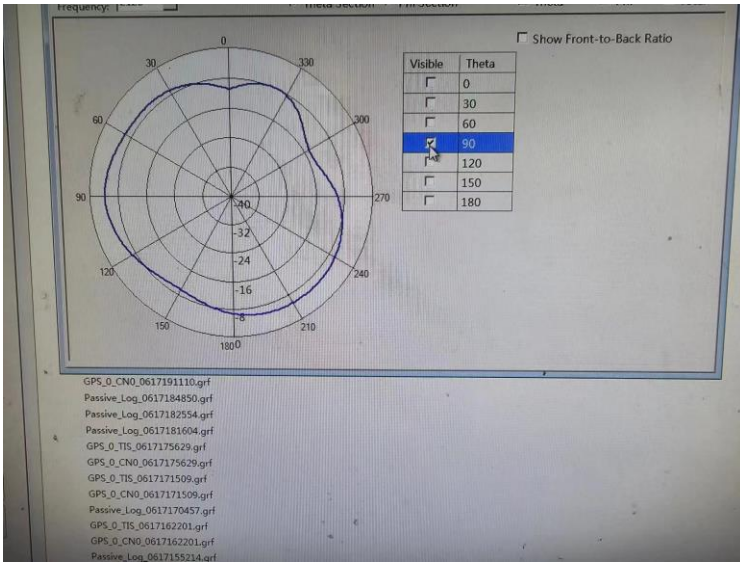 Frequency:
Show Front-to-Back Ratio
Visible Theta
0
30
60
90
120
150
180
0
30
330
60
300
90
270
120
240
150
210
180
-40
-32
-24
-16
-8
0
GPS_0_CN0_0617191110.grf
Passive_Log_0617184850.grf
Passive_Log_0617182554.grf
Passive_Log_0617181604.grf
GPS_0_TIS_0617175629.grf
GPS_0_CN0_0617175629.grf
GPS_0_TIS_0617171509.grf
GPS_0_CN0_0617171509.grf
Passive_Log_0617170457.grf
GPS_0_TIS_0617162201.grf
GPS_0_CN0_0617162201.grf
Passive_Log_0617155214.grf